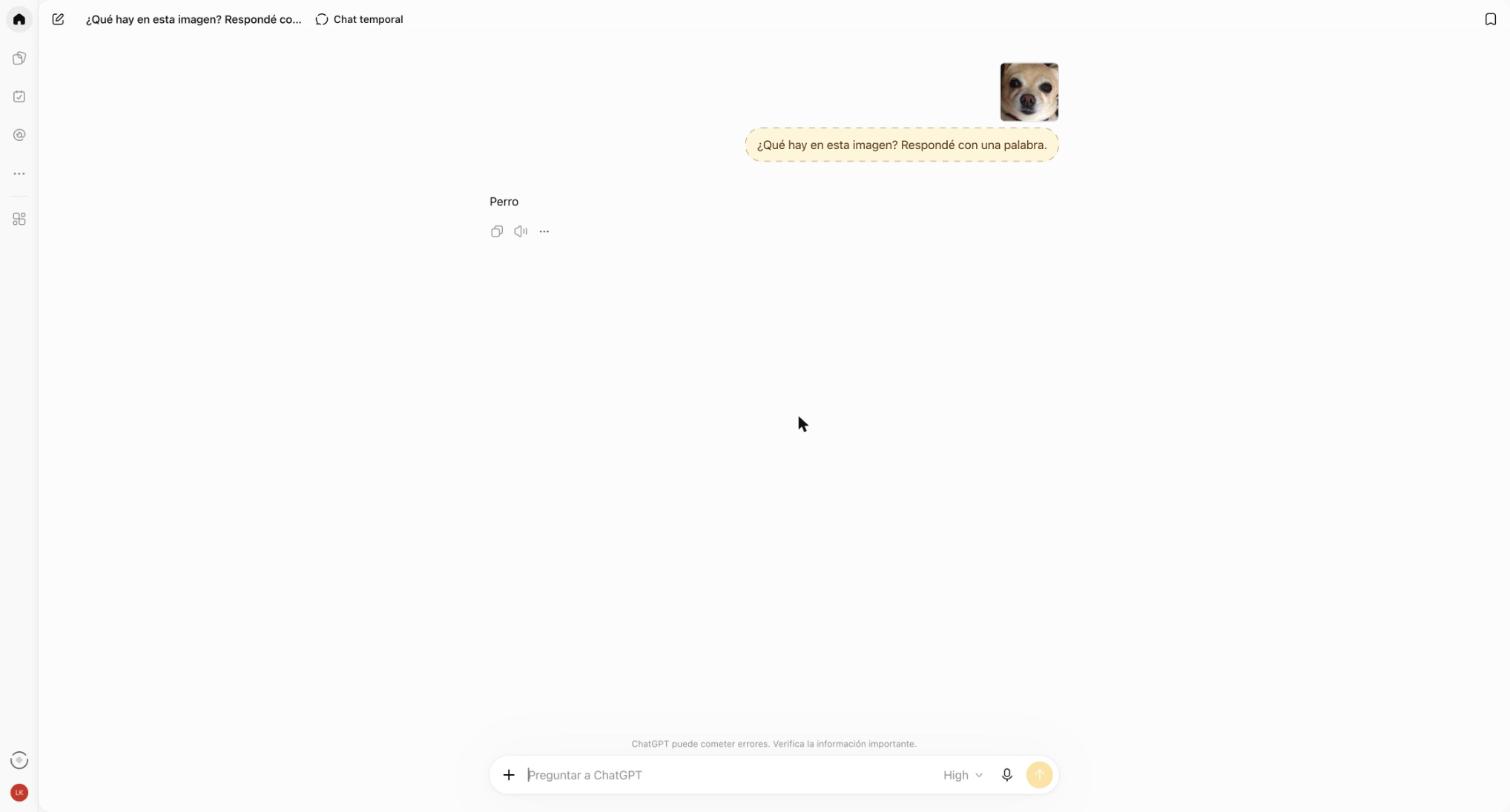 ¿Qué hay en esta imagen? Respondé co...
Chat temporal
¿Qué hay en esta imagen? Respondé con una palabra.
Perro
ChatGPT puede cometer errores. Verifica la información importante.
Preguntar a ChatGPT
High
LK